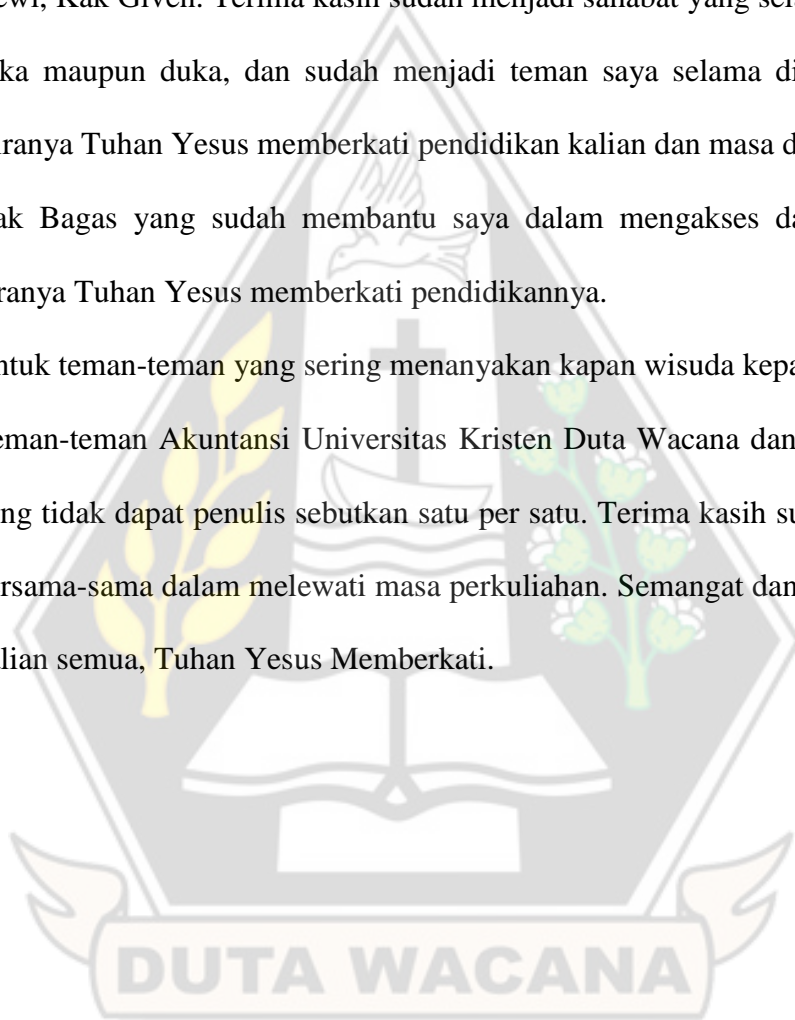 Kak Given. Terima kasih sudah menjadi sahabat yang
ka maupun duka, dan sudah menjadi teman saya selama di
ranya Tuhan Yesus memberkati pendidikan kalian dan masa d
ak Bagas yang sudah membantu saya dalam mengakses da
ranya Tuhan Yesus memberkati pendidikannya.
ntuk teman-teman yang sering menanyakan kapan wisuda kepa
eman-teman Akuntansi Universitas Kristen Duta Wacana dan
ng tidak dapat penulis sebutkan satu per satu. Terima kasih su
rsama-sama dalam melewati masa perkuliahan. Semangat dan
lian semua, Tuhan Yesus Memberkati.
DUTA WACANA